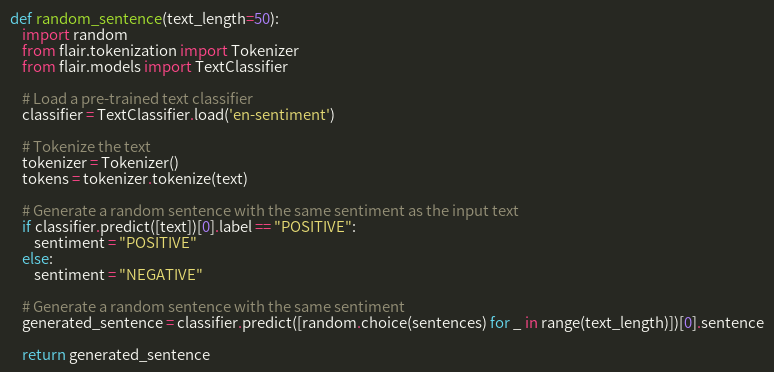 def random_sentence(text_length=50):
import random
from flair.tokenization import Tokenizer
from flair.models import TextClassifier
# Load a pre-trained text classifier
classifier = TextClassifier.load('en-sentiment')
# Tokenize the text
tokenizer = Tokenizer()
tokens = tokenizer.tokenize(text)
# Generate a random sentence with the same sentiment as the input text
if classifier.predict([text])[0].label == "POSITIVE":
sentiment = "POSITIVE"
else:
sentiment = "NEGATIVE"
# Generate a random sentence with the same sentiment
generated_sentence = classifier.predict([random.choice(sentences) for _ in range(text_length)])[0].sentence
return generated_sentence